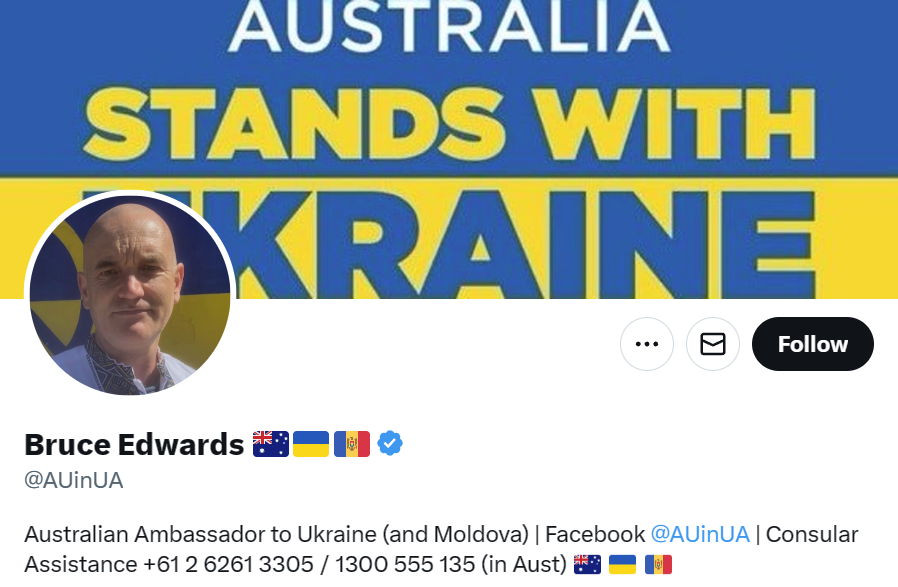 AUSTRALIA
STANDS WITH
UKRAINE
Follow
Bruce Edwards 🇦🇺🇺🇦🇲🇩
@AUinUA
Australian Ambassador to Ukraine (and Moldova) | Facebook @AUinUA | Consular
Assistance +61 2 6261 3305 / 1300 555 135 (in Aust) 🇦🇺 🇺🇦 🇲🇩